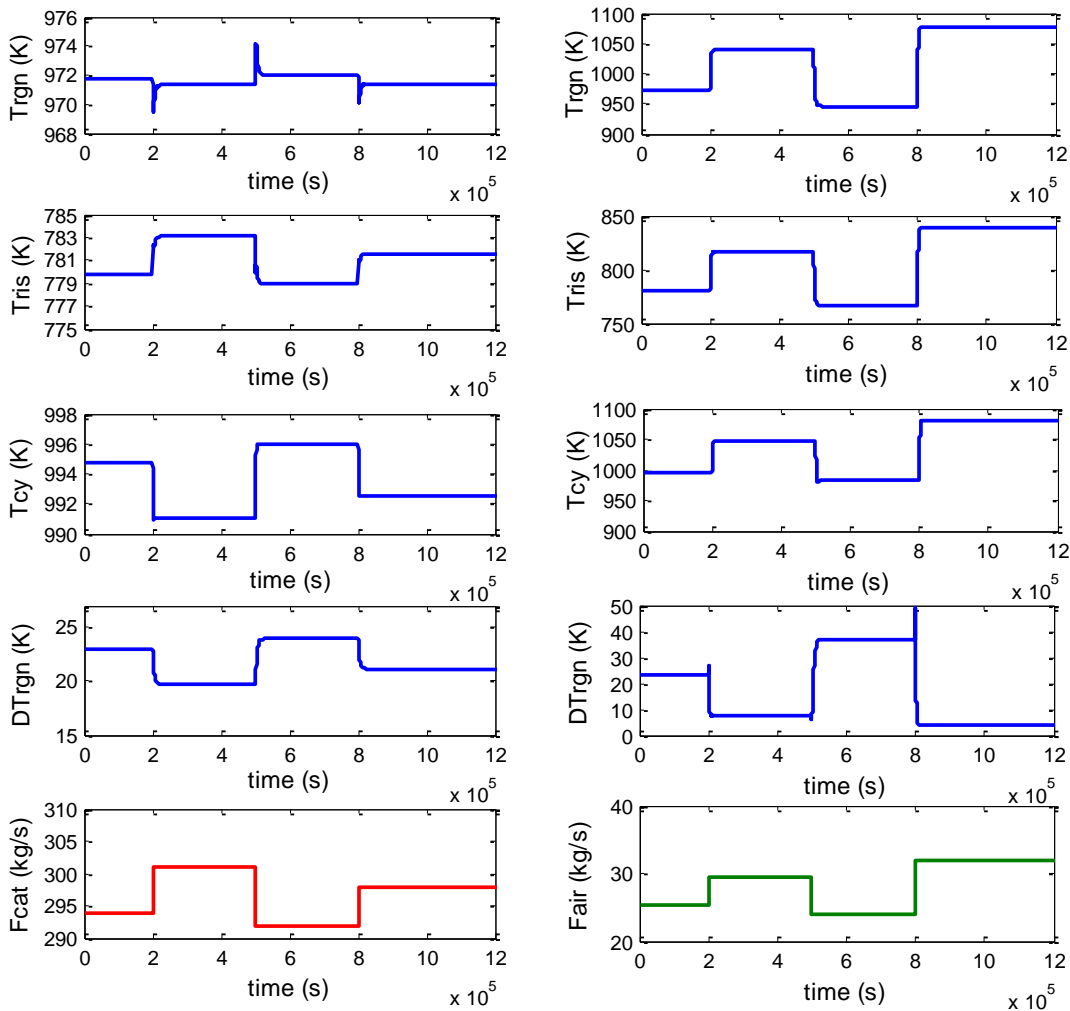 976
974
972
970
968
Trgn (K)
0 2 4 6 8 10 12
time (s)
x 10^5
1100
1050
1000
950
900
Trgn (K)
0 2 4 6 8 10 12
time (s)
x 10^5
785
783
781
779
777
775
Tris (K)
0 2 4 6 8 10 12
time (s)
x 10^5
850
800
750
Tris (K)
0 2 4 6 8 10 12
time (s)
x 10^5
998
996
994
992
990
Tcy (K)
0 2 4 6 8 10 12
time (s)
x 10^5
1100
1050
1000
950
900
Tcy (K)
0 2 4 6 8 10 12
time (s)
x 10^5
25
20
15
DTrgn (K)
0 2 4 6 8 10 12
time (s)
x 10^5
50
40
30
20
10
0
DTrgn (K)
0 2 4 6 8 10 12
time (s)
x 10^5
310
305
300
295
290
Fcat (kg/s)
0 2 4 6 8 10 12
time (s)
x 10^5
40
30
20
Fair (kg/s)
0 2 4 6 8 10 12
time (s)
x 10^5